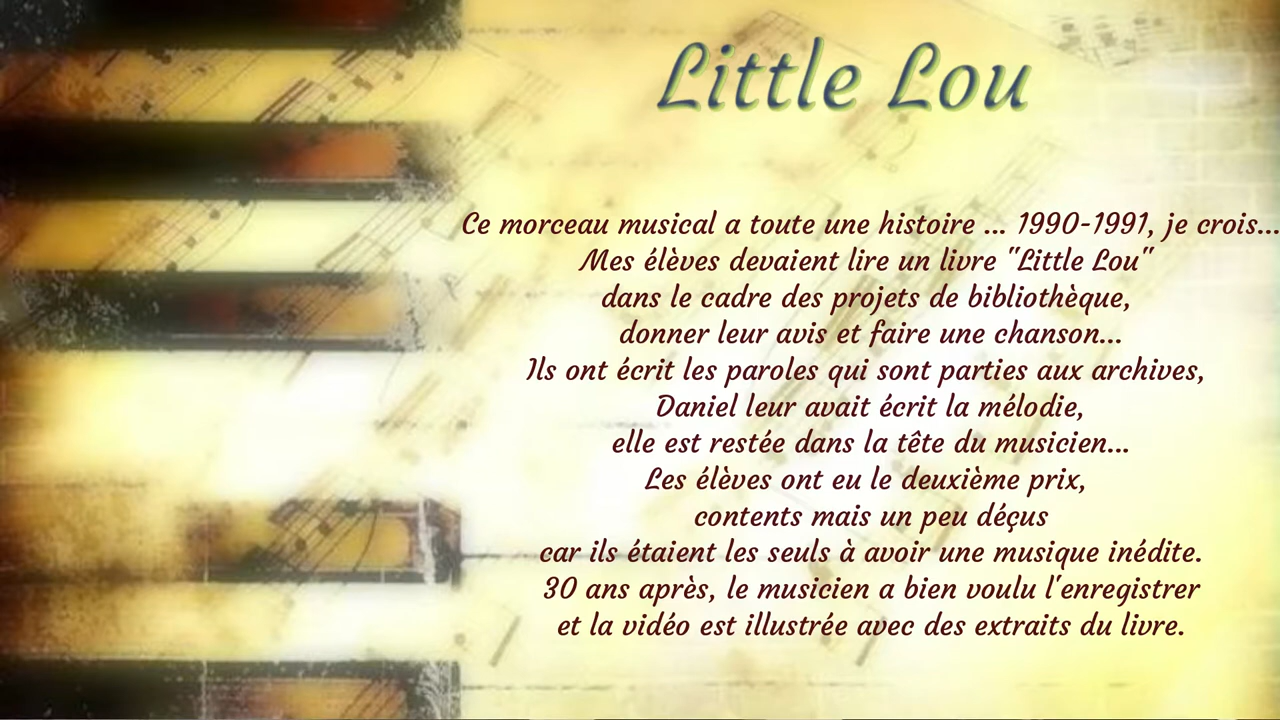 Little Lou
Ce morceau musical a toute une histoire ... 1990-1991, je crois...
Mes élèves devaient lire un livre "Little Lou"
dans le cadre des projets de bibliothèque,
donner leur avis et faire une chanson...
Ils ont écrit les paroles qui sont parties aux archives,
Daniel leur avait écrit la mélodie,
elle est restée dans la tête du musicien...
Les élèves ont eu le deuxième prix,
contents mais un peu déçus
car ils étaient les seuls à avoir une musique inédite.
30 ans après, le musicien a bien voulu l'enregistrer
et la vidéo est illustrée avec des extraits du livre.